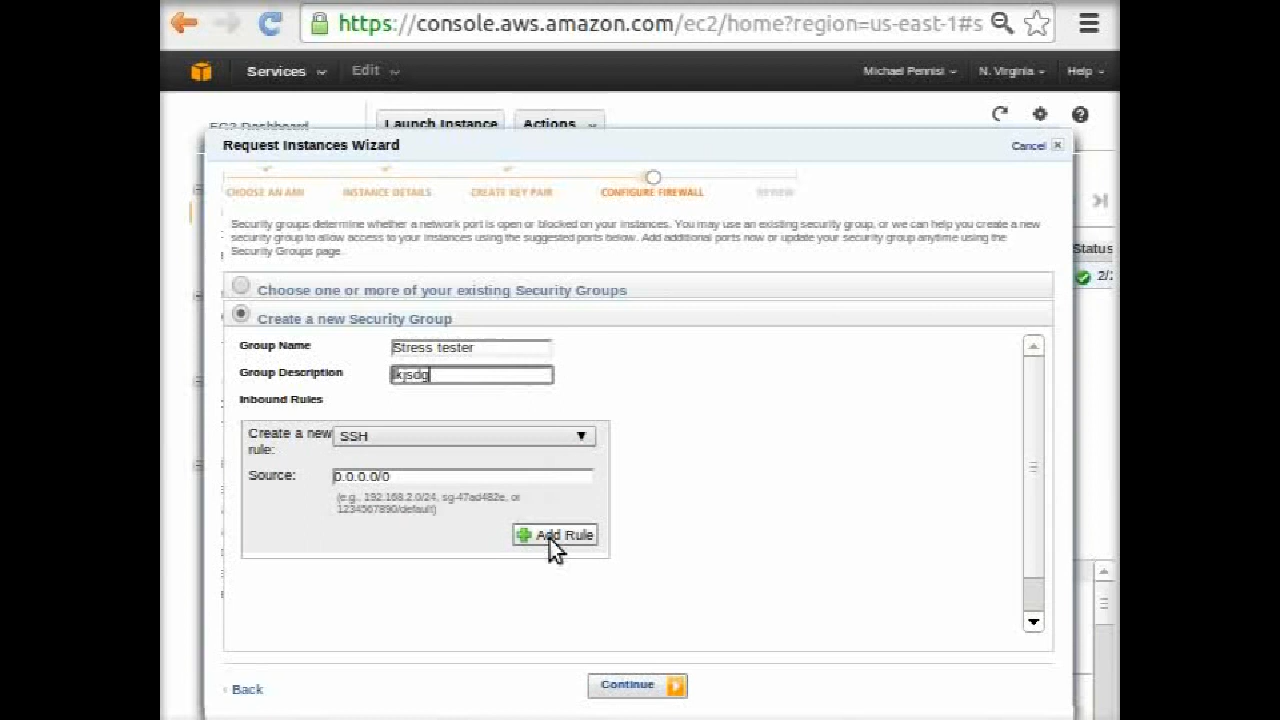 https://console.aws.amazon.com/ec2/home?region=us-east-1#s
Services Edit Michael Pennisi N. Virginia Help
EC2 Dashboard Launch Instance Actions
Request Instances Wizard Cancel
CHOOSE AN AMI INSTANCE DETAILS CREATE KEY PAIR CONFIGURE FIREWALL REVIEW
Security groups determine whether a network port is open or blocked on your instances. You may use an existing security group, or we can help you create a new
security group to allow access to your instances using the suggested ports below. Add additional ports now or update your security group anytime using the
Security Groups page.
Status
2/
Choose one or more of your existing Security Groups
Create a new Security Group
Group Name Stress tester
Group Description lkjsdg
Inbound Rules
Create a new SSH
rule:
Source: 0.0.0.0/0
(e.g., 192.168.2.0/24, sg-47ad482e, or
1234567890/default)
Add Rule
Back Continue